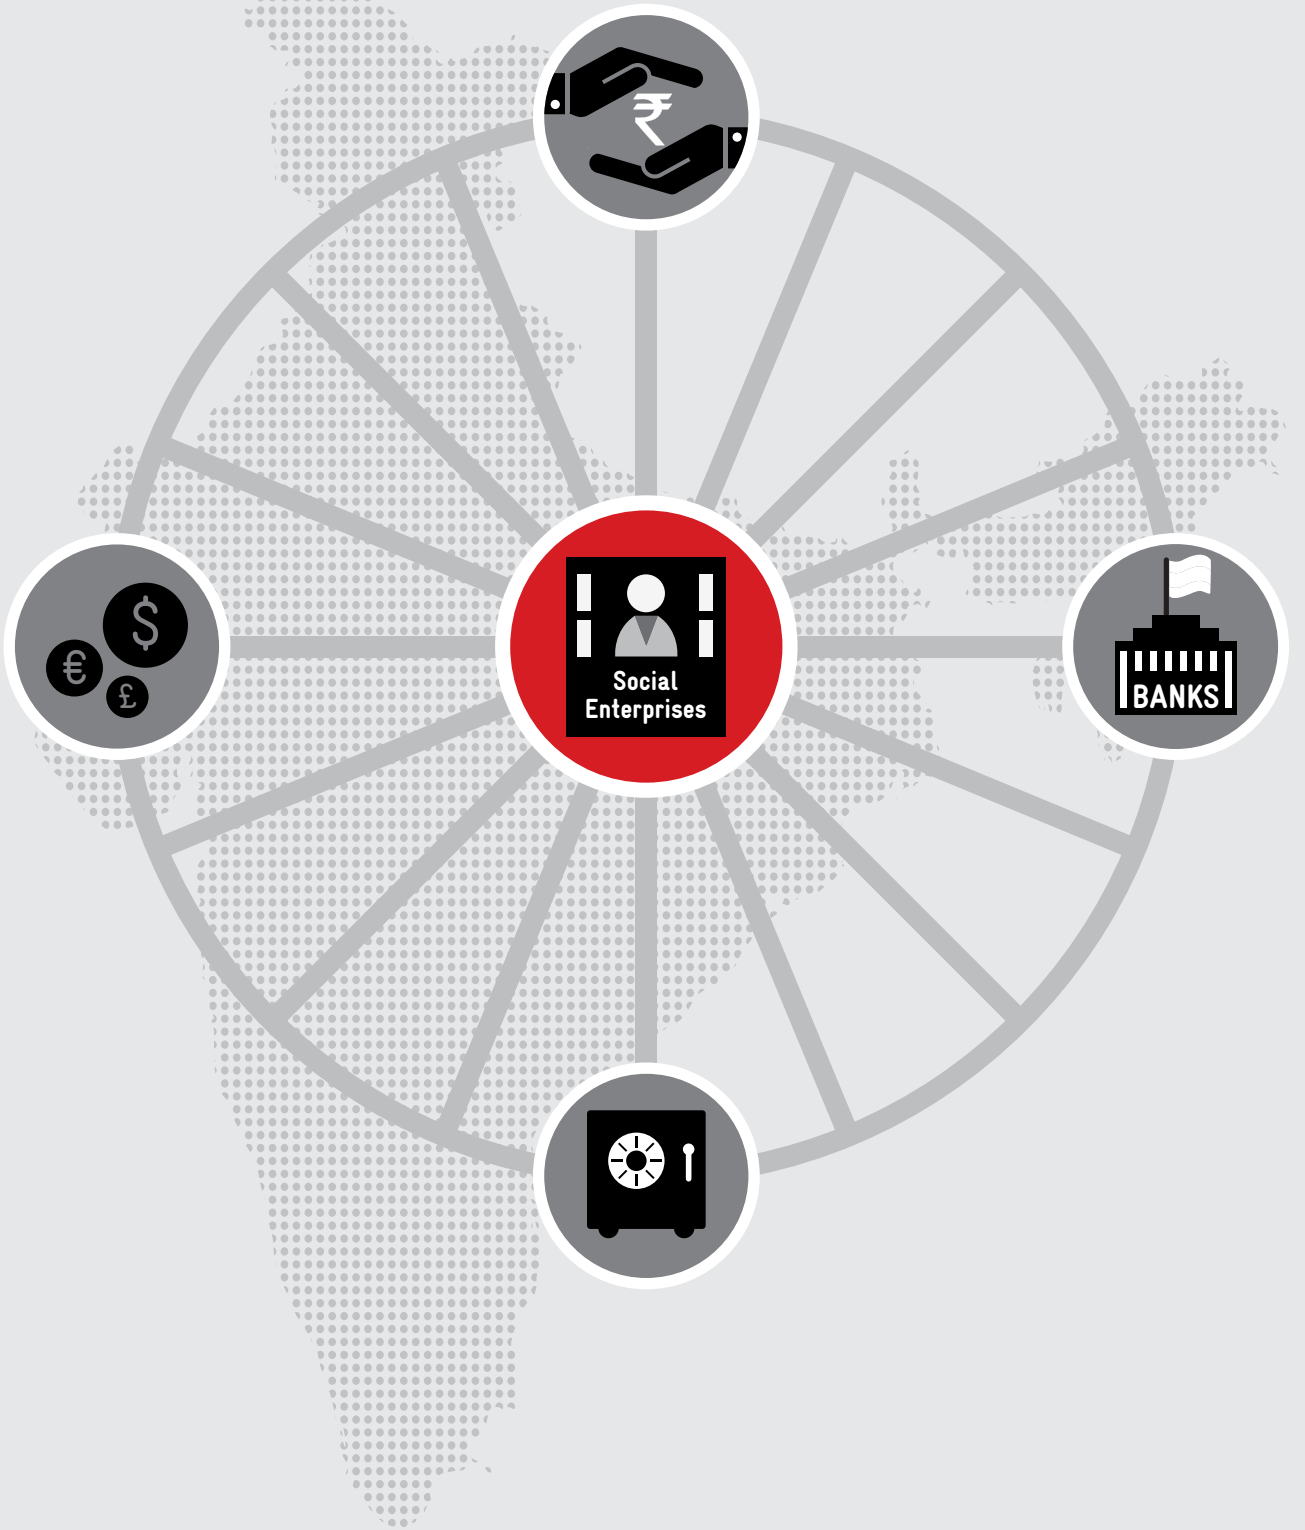 ₹
$
€
£
Social
Enterprises
BANKS